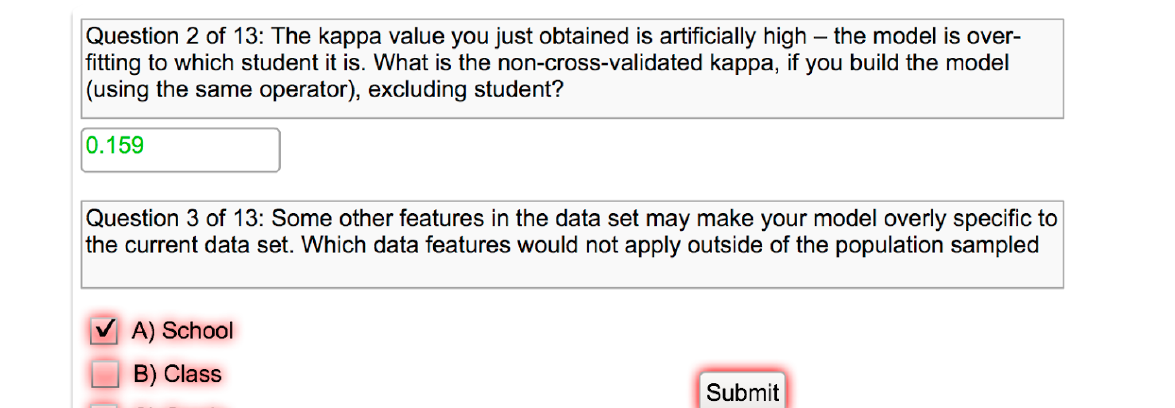 Question 2 of 13: The kappa value you just obtained is artificially high – the model is over-
fitting to which student it is. What is the non-cross-validated kappa, if you build the model
(using the same operator), excluding student?
0.159
Question 3 of 13: Some other features in the data set may make your model overly specific to
the current data set. Which data features would not apply outside of the population sampled
A) School
B) Class
Submit